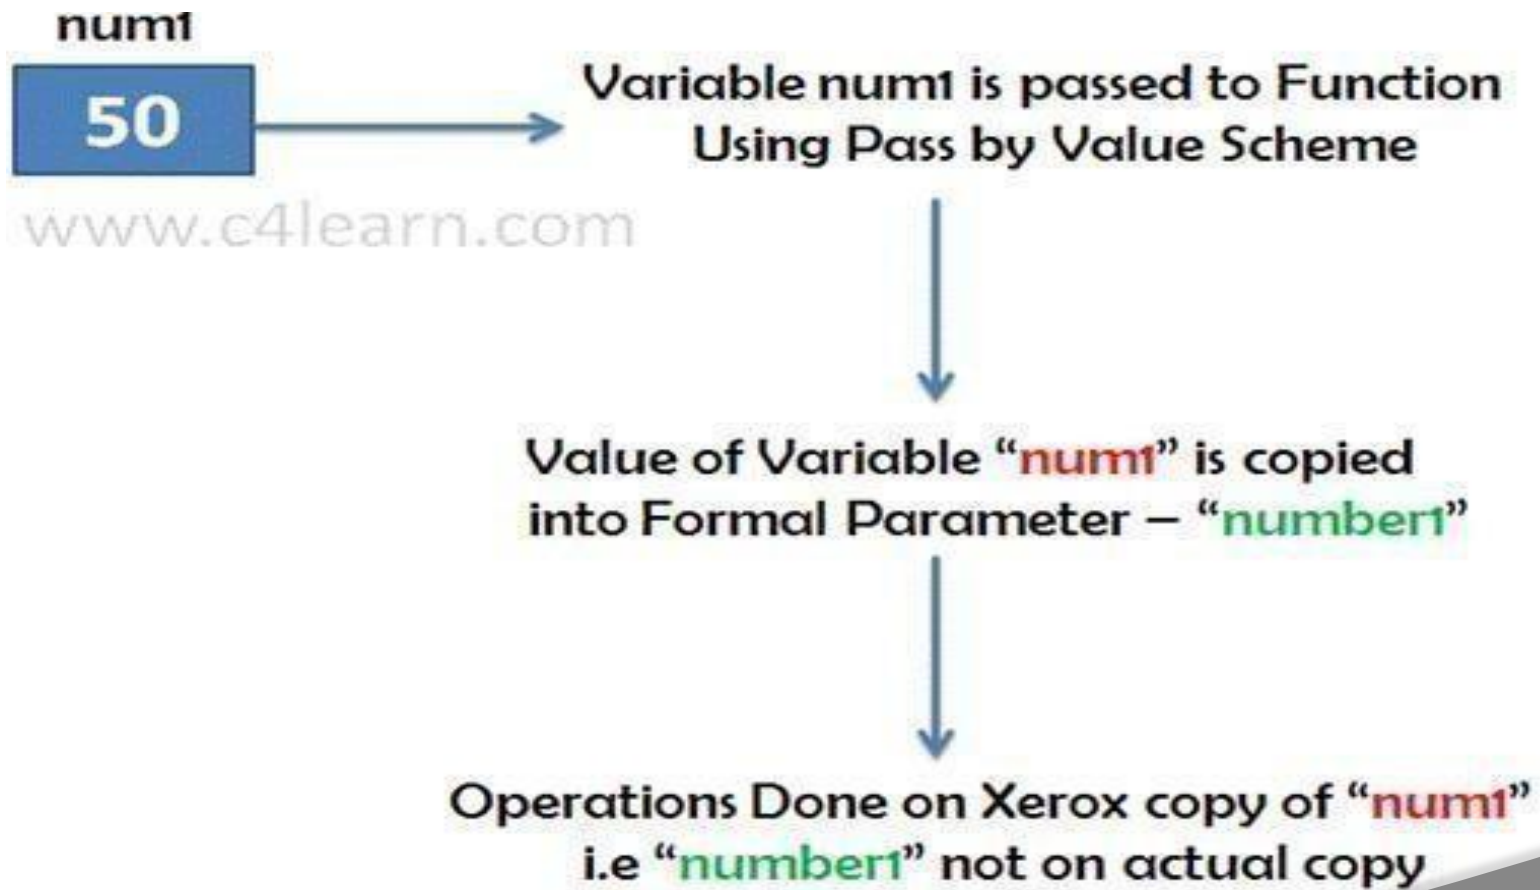 num1
50
Variable num1 is passed to Function
Using Pass by Value Scheme
www.c4learn.com
Value of Variable “num1” is copied
into Formal Parameter – “number1”
Operations Done on Xerox copy of “num1”
i.e “number1” not on actual copy